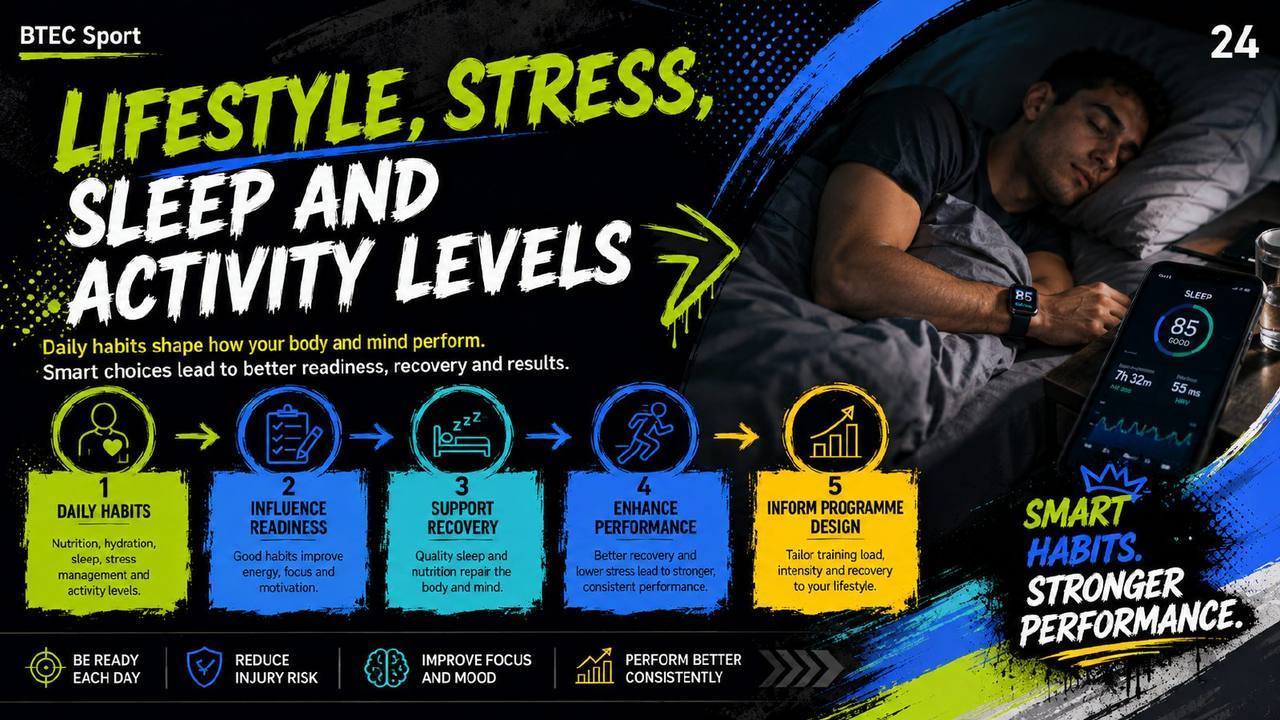 BTEC Sport
24
LIFESTYLE, STRESS,
SLEEP AND
ACTIVITY LEVELS
Daily habits shape how your body and mind perform.
Smart choices lead to better readiness, recovery and results.
1
DAILY HABITS
Nutrition, hydration,
sleep, stress
management and
activity levels.
2
INFLUENCE
READINESS
Good habits improve
energy, focus and
motivation.
3
SUPPORT
RECOVERY
Quality sleep and
nutrition repair the
body and mind.
4
ENHANCE
PERFORMANCE
Better recovery and
lower stress lead to stronger,
consistent performance.
5
INFORM PROGRAMME
DESIGN
Tailor training load,
intensity and recovery
to your lifestyle.
zzz
85
SLEEP
85
GOOD
7h 32m
55 ms
HRV
SMART
HABITS.
STRONGER
PERFORMANCE.
BE READY
EACH DAY
REDUCE
INJURY RISK
IMPROVE FOCUS
AND MOOD
PERFORM BETTER
CONSISTENTLY